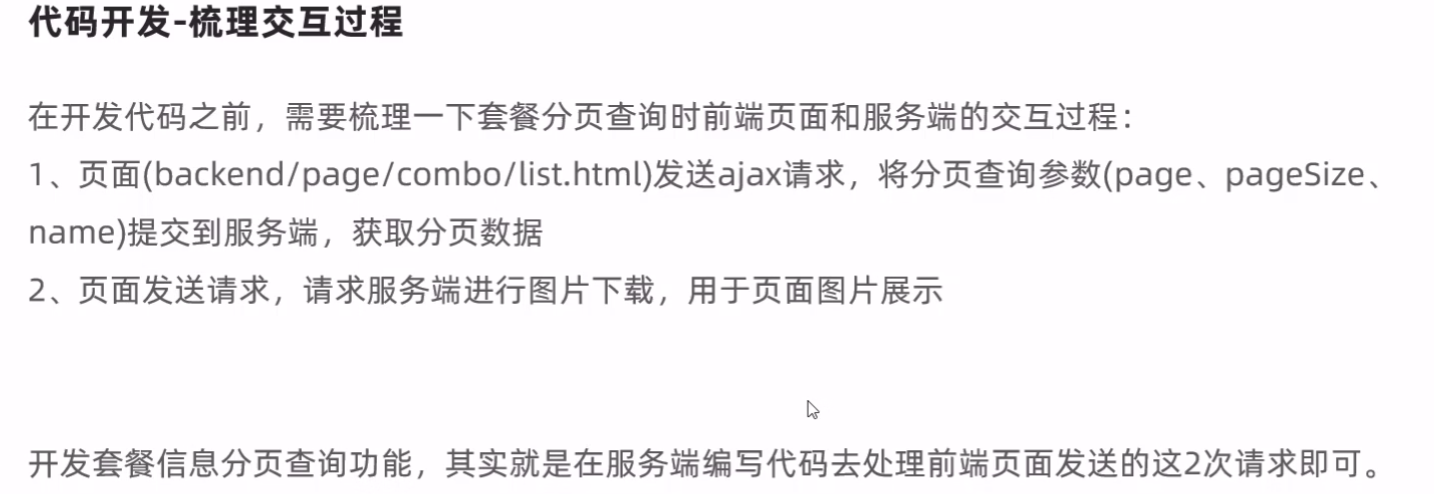 代码开发-梳理交互过程
在开发代码之前，需要梳理一下套餐分页查询时前端页面和服务端的交互过程：
1、页面(backend/page/combo/list.html)发送ajax请求，将分页查询参数(page、pageSize、
name)提交到服务端，获取分页数据
2、页面发送请求，请求服务端进行图片下载，用于页面图片展示
开发套餐信息分页查询功能，其实就是在服务端编写代码去处理前端页面发送的这2次请求即可。